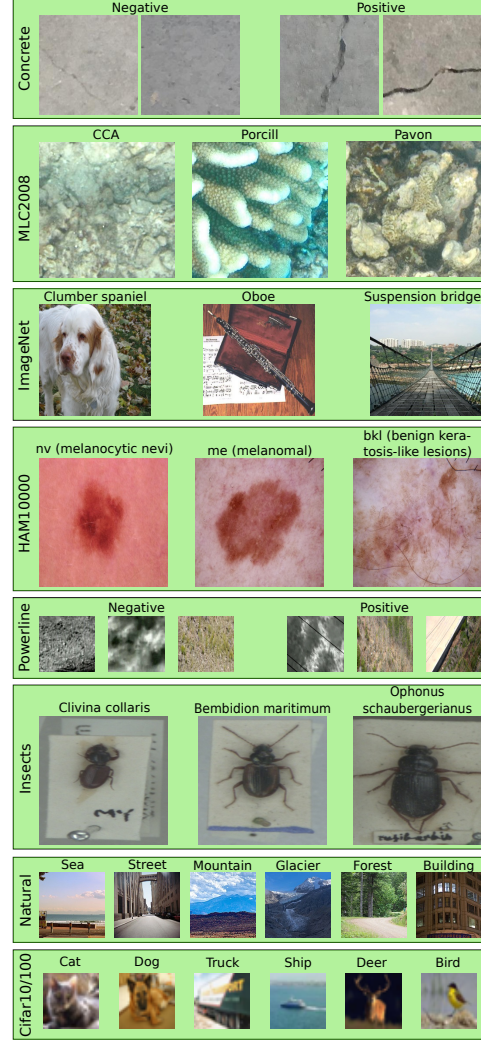 Negative Positive
Concrete
CCA Porcill Pavon
MLC2008
Clumber spaniel Oboe Suspension bridge
ImageNet
nv (melanocytic nevi) me (melanomal) bkl (benign kera-
tosis-like lesions)
HAM10000
Negative Positive
Powerline
Clivina collaris Bembidion maritimum Ophonus
schaubergerianus
Insects
Sea Street Mountain Glacier Forest Building
Natural
Cat Dog Truck Ship Deer Bird
Cifar10/100